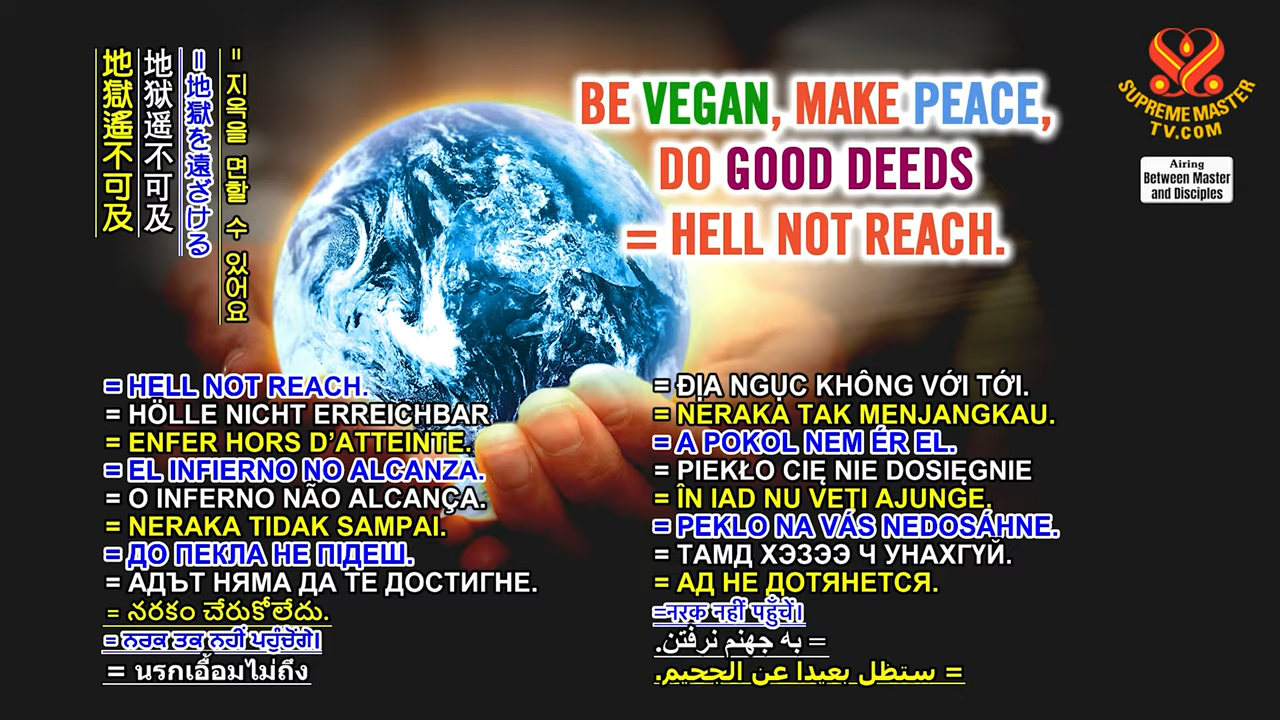 地獄遙不可及
地狱遥不可及
=地獄を遠ざける
= 지옥을 면할 수 있어요
BE VEGAN, MAKE PEACE,
DO GOOD DEEDS
= HELL NOT REACH.
SUPREME MASTER
TV.COM
Airing
Between Master
and Disciples
= HELL NOT REACH.
= HÖLLE NICHT ERREICHBAR
= ENFER HORS D’ATTEINTE.
= EL INFIERNO NO ALCANZA.
= O INFERNO NÃO ALCANÇA.
= NERAKA TIDAK SAMPAI.
= ДО ПЕКЛА НЕ ПІДЕШ.
= АДЪТ НЯМА ДА ТЕ ДОСТИГНЕ.
= నరకం చేరుకోలేదు.
= ਨਰਕ ਤਕ ਨਹੀਂ ਪਹੁੰਚੋਂਗੇ।
= นรกเอื้อมไม่ถึง
= ĐỊA NGỤC KHÔNG VỚI TỚI.
= NERAKA TAK MENJANGKAU.
= A POKOL NEM ÉR EL.
= PIEKŁO CIĘ NIE DOSIĘGNIE
= ÎN IAD NU VEȚI AJUNGE.
= PEKLO NA VÁS NEDOSÁHNE.
= ТАМД ХЭЗЭЭ Ч УНАХГҮЙ.
= АД НЕ ДОТЯНЕТСЯ.
=नरक नहीं पहुँचें।
= به جهنم نرفتن.
= ستظل بعيدا عن الجحيم.